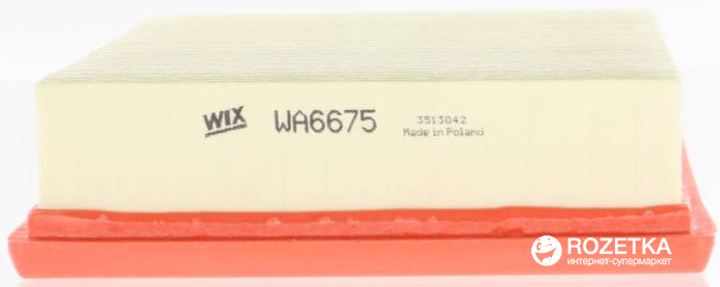 WIX WA6675 3513042
Made in Poland
ROZETKA
интернет-супермаркет